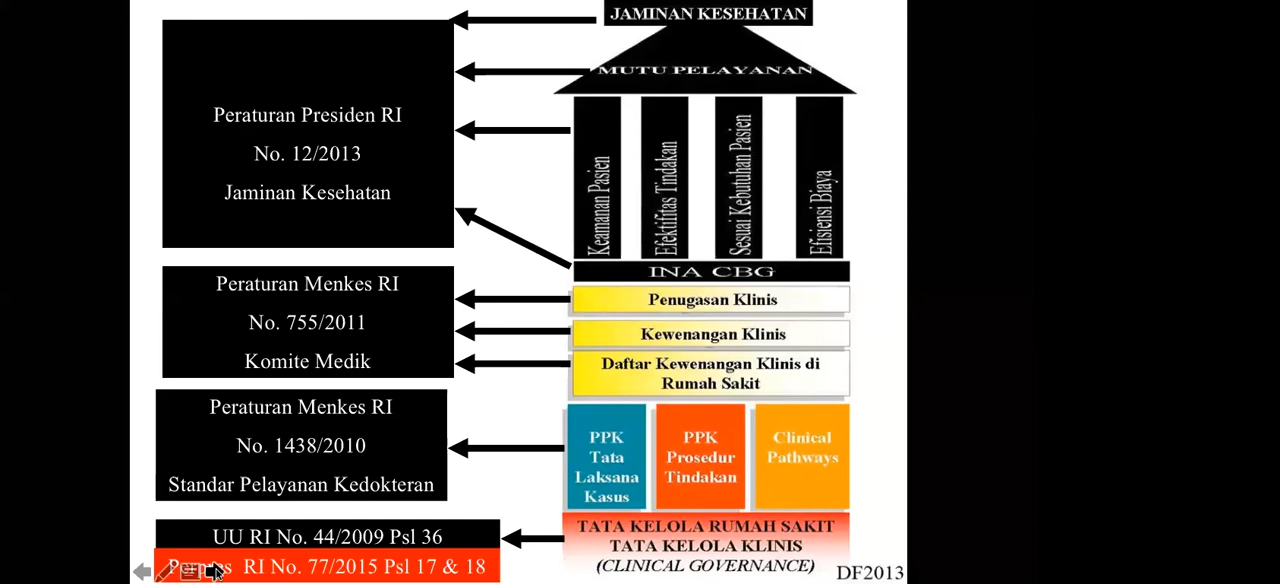 JAMINAN KESEHATAN
MUTU PELAYANAN
Keamanan Pasien
Efektifitas Tindakan
Sesuai Kebutuhan Pasien
Efisiensi Biaya
INA CBG
Penugasan Klinis
Kewenangan Klinis
Daftar Kewenangan Klinis di
Rumah Sakit
PPK
Tata
Laksana
Kasus
PPK
Prosedur
Tindakan
Clinical
Pathways
TATA KELOLA RUMAH SAKIT
TATA KELOLA KLINIS
(CLINICAL GOVERNANCE)
Peraturan Presiden RI
No. 12/2013
Jaminan Kesehatan
Peraturan Menkes RI
No. 755/2011
Komite Medik
Peraturan Menkes RI
No. 1438/2010
Standar Pelayanan Kedokteran
UU RI No. 44/2009 Psl 36
RI No. 77/2015 Psl 17 & 18
DF2013